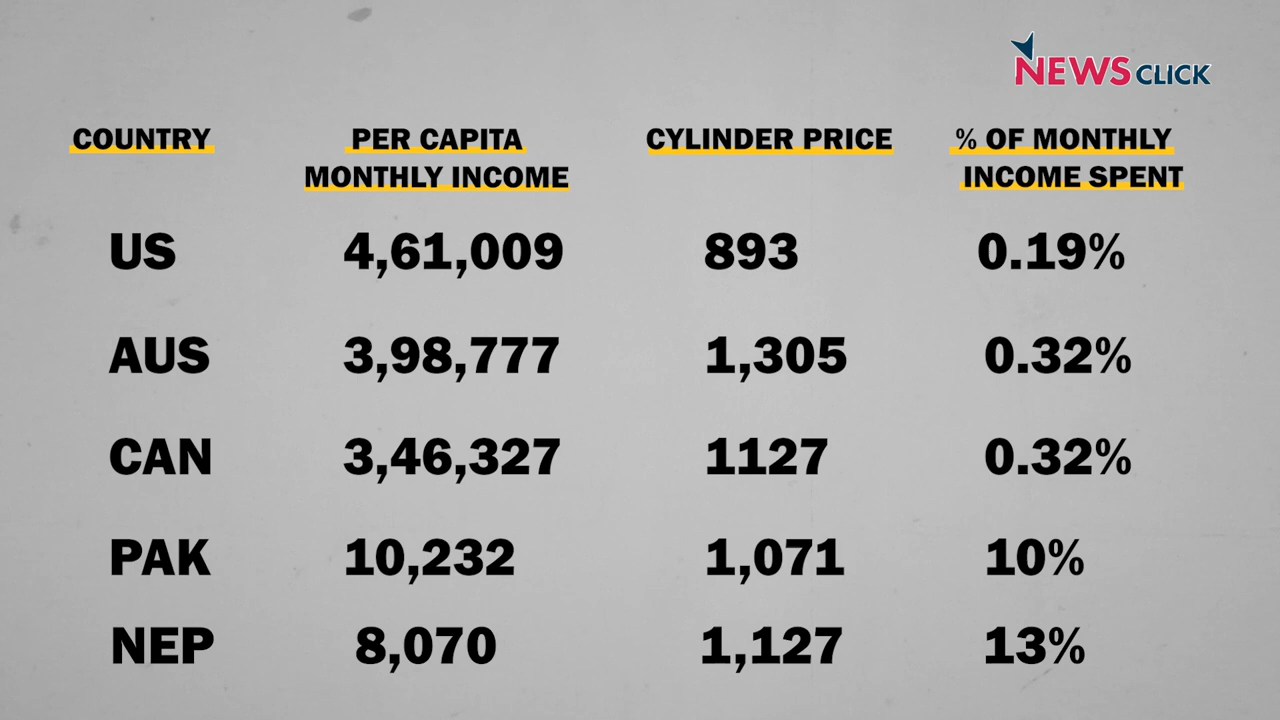 NEWS CLICK
COUNTRY PER CAPITA MONTHLY INCOME CYLINDER PRICE % OF MONTHLY INCOME SPENT
US 4,61,009 893 0.19%
AUS 3,98,777 1,305 0.32%
CAN 3,46,327 1127 0.32%
PAK 10,232 1,071 10%
NEP 8,070 1,127 13%